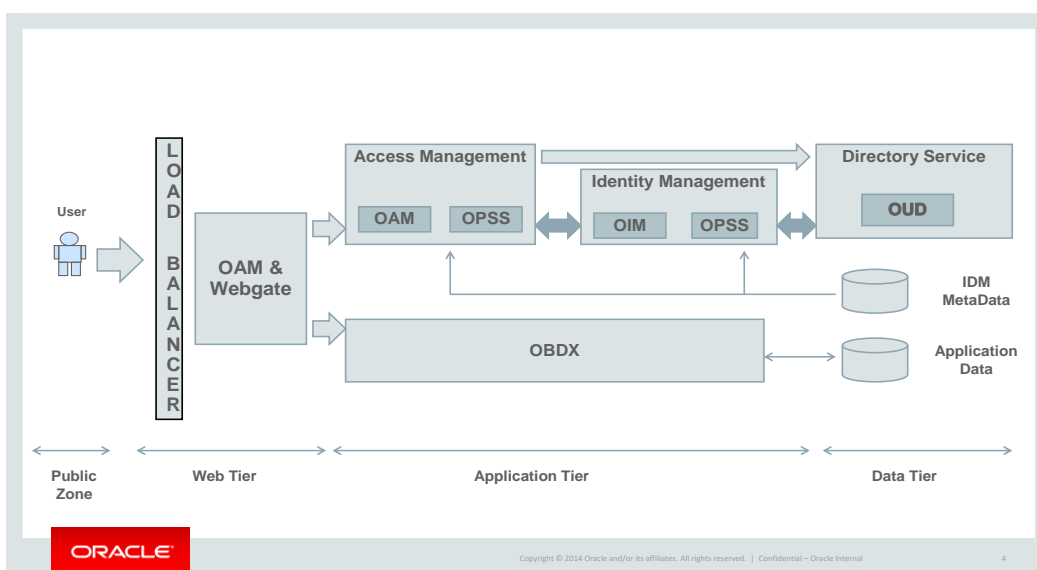 User
LOAD BALANCER
OAM &
Webgate
Access Management
OAM
OPSS
Identity Management
OIM
OPSS
Directory Service
OUD
IDM
MetaData
OBDX
Application
Data
Public
Zone
Web Tier
Application Tier
Data Tier
ORACLE®
Copyright © 2014 Oracle and/or its affiliates. All rights reserved. | Confidential – Oracle Internal
4